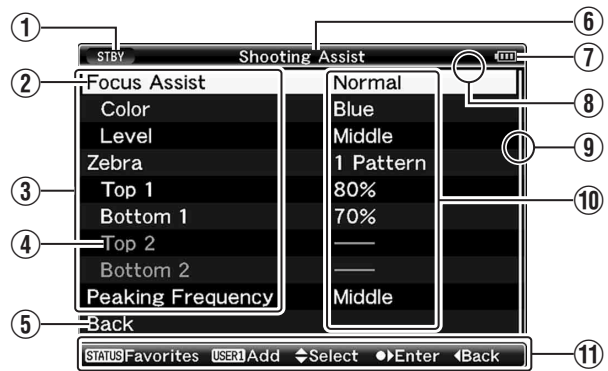 ① ⑥
STBY Shooting Assist ⑦
② Focus Assist Normal ⑧
Color Blue
Level Middle ⑨
Zebra 1 Pattern
③ Top 1 80% ⑩
Bottom 1 70%
④ Top 2 ——
Bottom 2 ——
Peaking Frequency Middle
⑤ Back
STATUS Favorites USER1 Add Select Enter Back ⑪